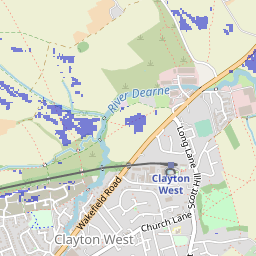 River Dearne
Long Lane
Clayton
West
Scott Hill
Wakefield Road
Church Lane
Clayton West